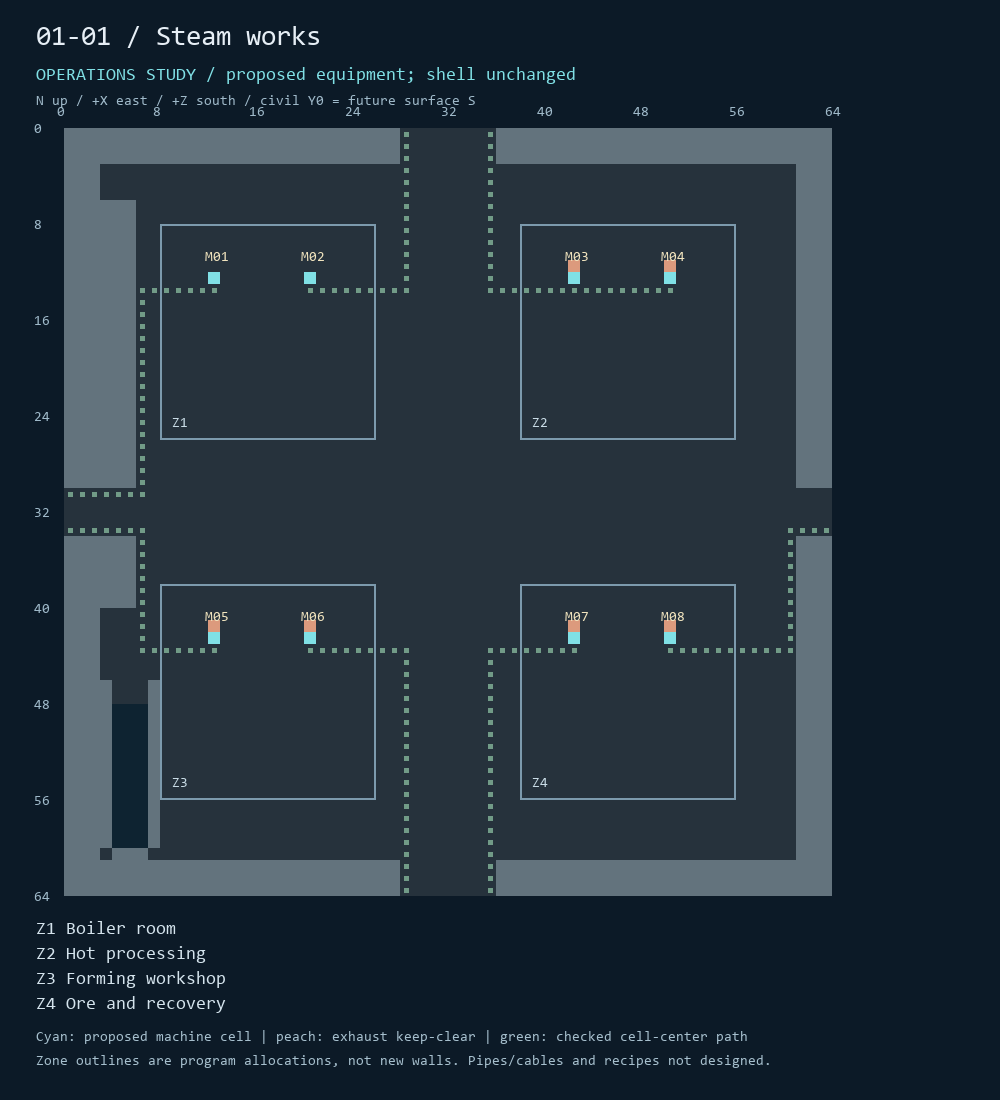 01-01 / Steam works
OPERATIONS STUDY / proposed equipment; shell unchanged
N up / +X east / +Z south / civil Y0 = future surface S
0 8 16 24 32 40 48 56 64
0
8
M01 M02 M03 M04
16
24
Z1 Z2
32
40
M05 M06 M07 M08
48
Z3 Z4
56
64
Z1 Boiler room
Z2 Hot processing
Z3 Forming workshop
Z4 Ore and recovery
Cyan: proposed machine cell | peach: exhaust keep-clear | green: checked cell-center path
Zone outlines are program allocations, not new walls. Pipes/cables and recipes not designed.